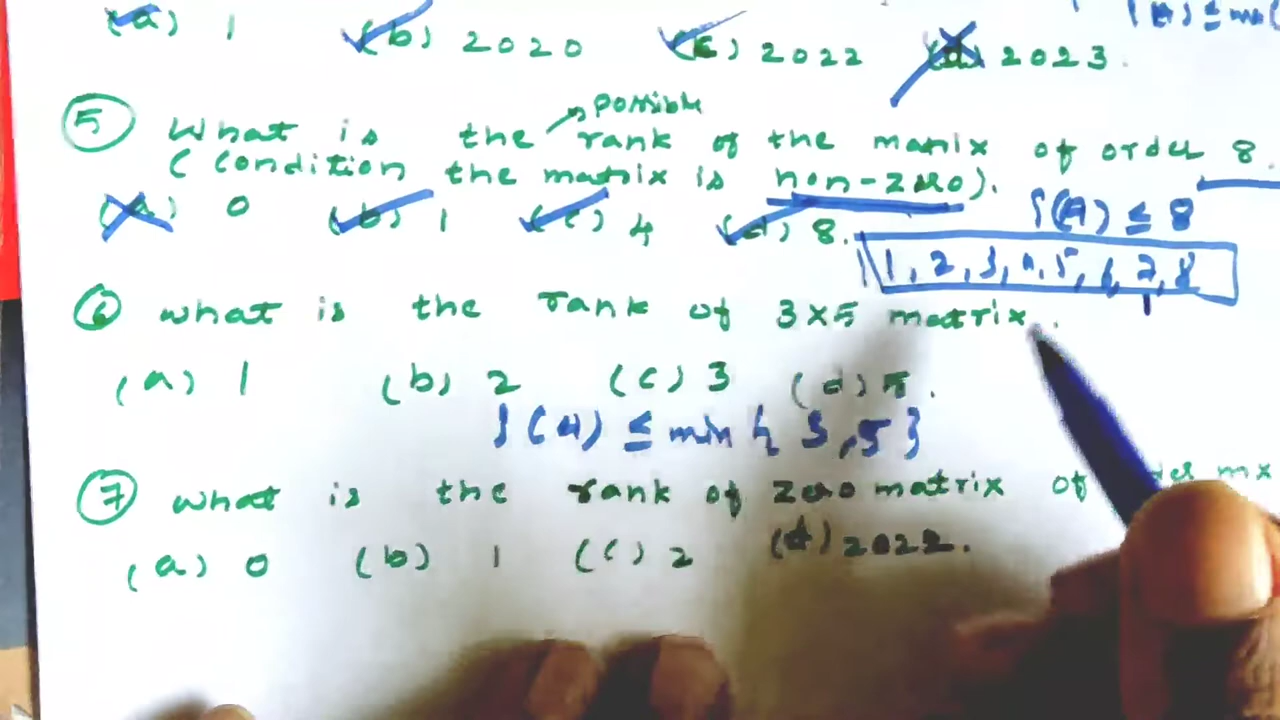 (a) 1 (b) 2020 (c) 2022 (d) 2023.
possible
5 What is the rank of the matrix of order 8.
(Condition the matrix is non-zero).
(a) 0 (b) 1 (c) 4 (d) 8.
ρ(A) ≤ 8
1, 2, 3, 4, 5, 6, 7, 8
6 What is the rank of 3x5 matrix.
(a) 1 (b) 2 (c) 3 (d) 5.
ρ(A) ≤ min { 3, 5 }
7 What is the rank of zero matrix of mx
(a) 0 (b) 1 (c) 2 (d) 2022.